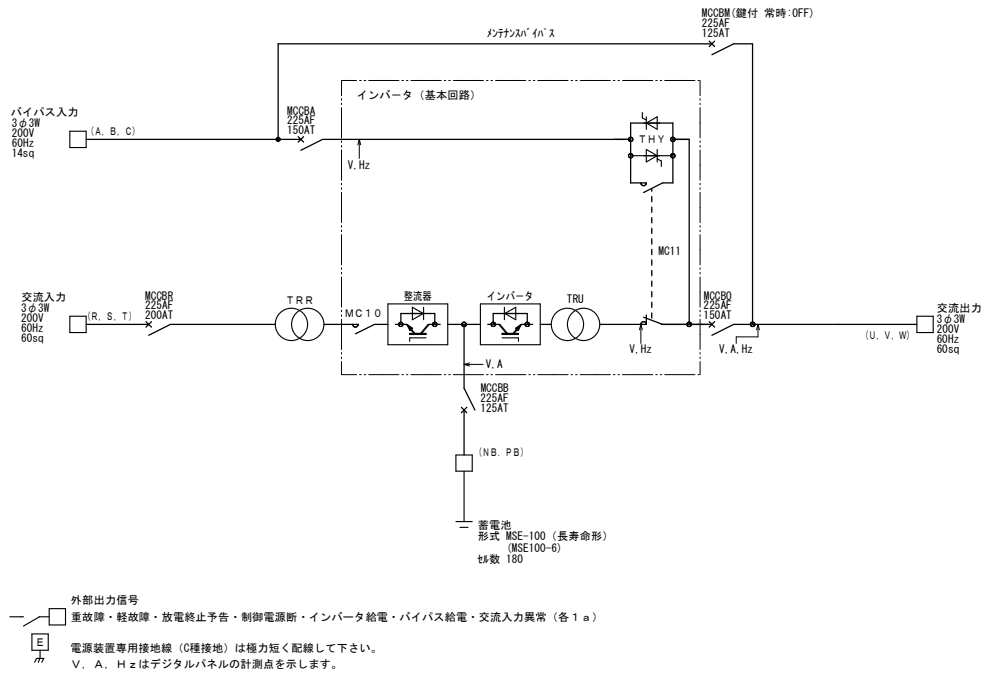 MCCBM(鍵付 常時:OFF)
225AF
125AT
メンテナンスバイパス
インバータ (基本回路)
バイパス入力
3φ3W
200V
60Hz
14sq
(A, B, C)
MCCBA
225AF
150AT
V.Hz
THY
MC11
交流入力
3φ3W
200V
60Hz
60sq
(R, S, T)
MCCBR
225AF
200AT
TRR
MC10
整流器
インバータ
TRU
V.Hz
MCCBO
225AF
150AT
V.A.Hz
(U, V, W)
交流出力
3φ3W
200V
60Hz
60sq
V.A
MCCBB
225AF
125AT
(NB. PB)
蓄電池
形式 MSE-100 (長寿命形)
(MSE100-6)
セル数 180
外部出力信号
重故障・軽故障・放電終止予告・制御電源断・インバータ給電・バイパス給電・交流入力異常 (各1a)
E
電源装置専用接地線 (C種接地) は極力短く配線して下さい。
V, A, Hzはデジタルパネルの計測点を示します。